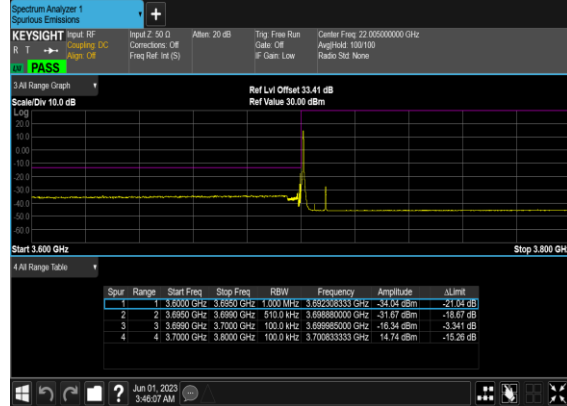 Spectrum Analyzer 1
Spurious Emissions
+
KEYSIGHT Input: RF Input Z: 50 Ω Atten: 20 dB Trig: Free Run Center Freq: 22.005000000 GHz
R T Coupling: DC Corrections: Off Gate: Off Avg|Hold: 100/100
Align: Off Freq Ref: Int (S) IF Gain: Low Radio Std: None
PASS
3 All Range Graph
Ref Lvl Offset 33.41 dB
Scale/Div 10.0 dB Ref Value 30.00 dBm
Log
20.0
10.0
0.00
-10.0
-20.0
-30.0
-40.0
-50.0
-60.0
Start 3.600 GHz Stop 3.800 GH
4 All Range Table
Spur Range Start Freq Stop Freq RBW Frequency Amplitude ΔLimit
1 1 3.6000 GHz 3.6950 GHz 1.000 MHz 3.692308333 GHz -34.04 dBm -21.04 dB
2 2 3.6950 GHz 3.6990 GHz 510.0 kHz 3.698880000 GHz -31.67 dBm -18.67 dB
3 3 3.6990 GHz 3.7000 GHz 100.0 kHz 3.699985000 GHz -16.34 dBm -3.341 dB
4 4 3.7000 GHz 3.8000 GHz 100.0 kHz 3.700833333 GHz 14.74 dBm -15.26 dB
? Jun 01, 2023
3:46:07 AM